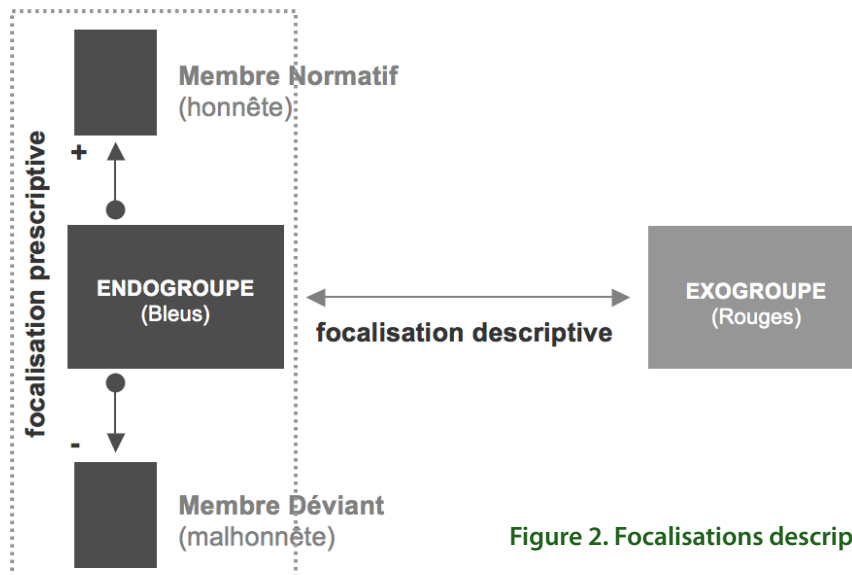 Membre Normatif
(honnête)
+
focalisation prescriptive
ENDOGROUPE
(Bleus)
focalisation descriptive
EXOGROUPE
(Rouges)
-
Membre Déviant
(malhonnête)
Figure 2. Focalisations descrip